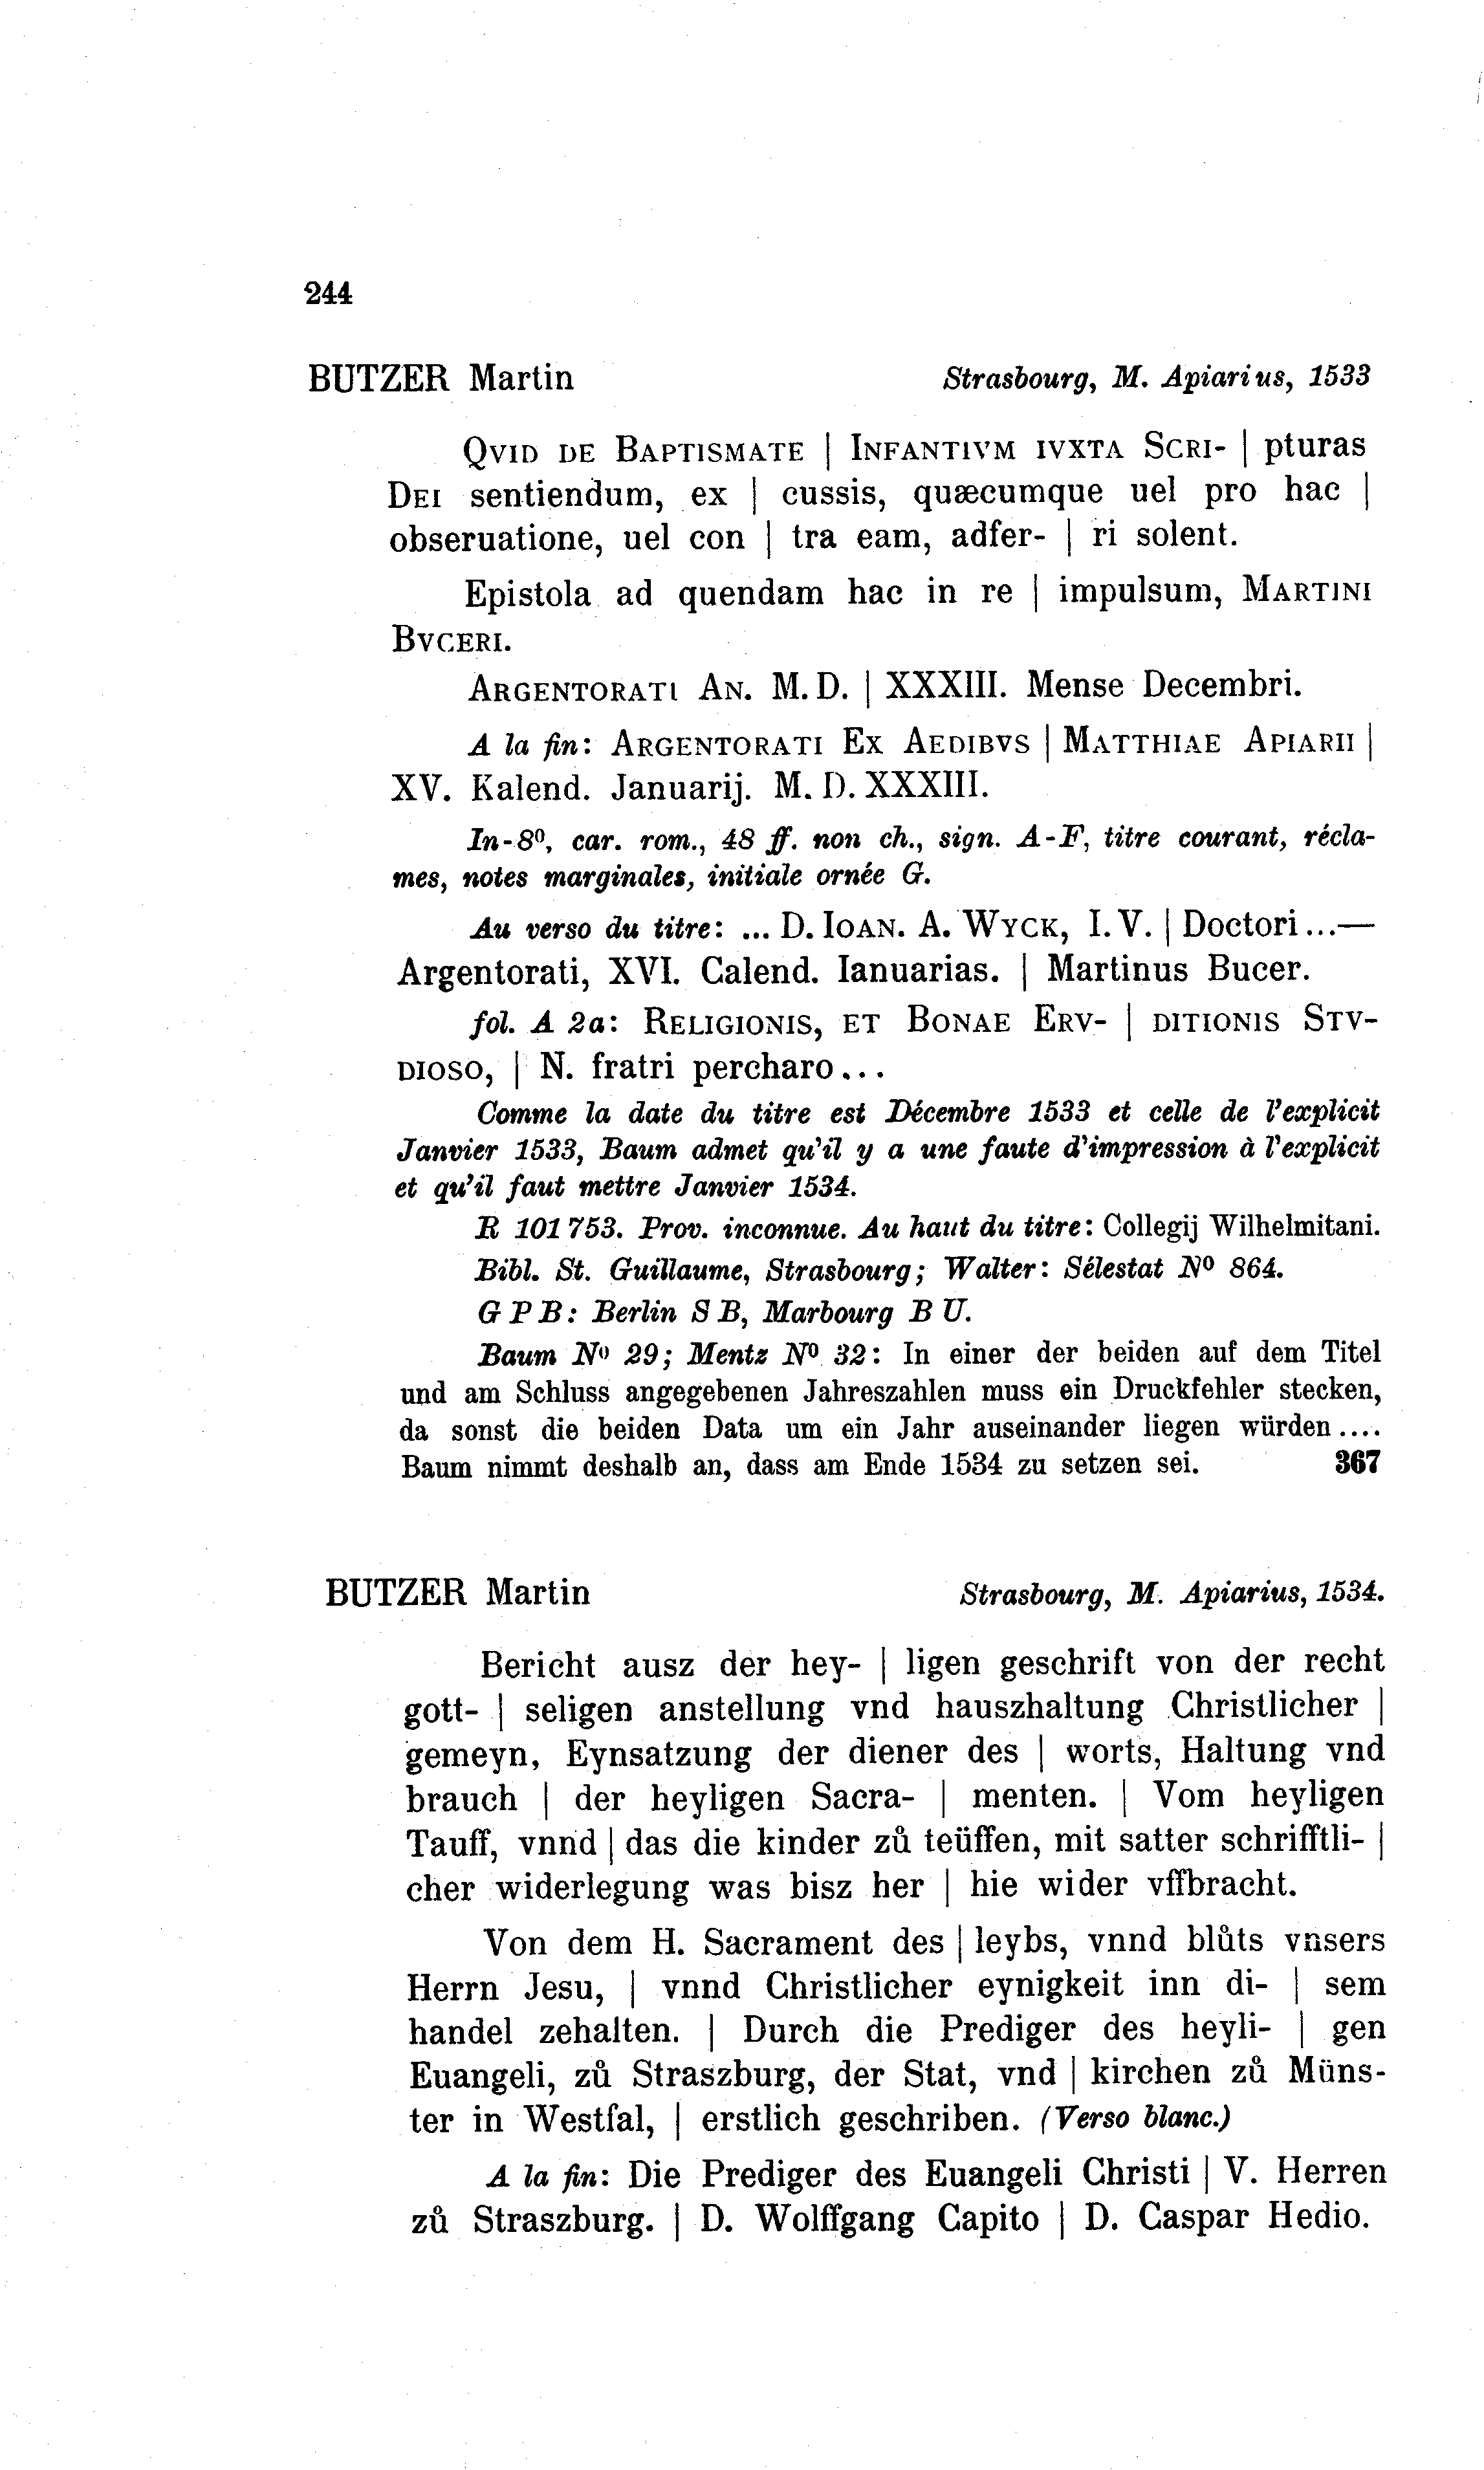 244
BUTZER Martin Strasbourg, M. Apiarius, 1533
QVID DE BAPTISMATE | INFANTIVM IVXTA SCRI- | pturas
DEI sentiendum, ex | cussis, quæcumque uel pro hac |
obseruatione, uel con | tra eam, adfer- | ri solent.
Epistola ad quendam hac in re | impulsum, MARTINI
BVCERI.
ARGENTORATI AN. M. D. | XXXIII. Mense Decembri.
A la fin: ARGENTORATI EX AEDIBVS | MATTHIAE APIARII |
XV. Kalend. Januarij. M. D. XXXIII.
In-8⁰, car. rom., 48 ff. non ch., sign. A-F, titre courant, récla-
mes, notes marginales, initiale ornée G.
Au verso du titre: ... D. IOAN. A. WYCK, I. V. | Doctori ...—
Argentorati, XVI. Calend. Ianuarias. | Martinus Bucer.
fol. A 2a: RELIGIONIS, ET BONAE ERV- | DITIONIS STV-
DIOSO, | N. fratri percharo...
Comme la date du titre est Décembre 1533 et celle de l'explicit
Janvier 1533, Baum admet qu'il y a une faute d'impression à l'explicit
et qu'il faut mettre Janvier 1534.
R 101 753. Prov. inconnue. Au haut du titre: Collegij Wilhelmitani.
Bibl. St. Guillaume, Strasbourg; Walter: Sélestat N⁰ 864.
G P B: Berlin S B, Marbourg B U.
Baum N⁰ 29; Mentz N⁰ 32: In einer der beiden auf dem Titel
und am Schluss angegebenen Jahreszahlen muss ein Druckfehler stecken,
da sonst die beiden Data um ein Jahr auseinander liegen würden....
Baum nimmt deshalb an, dass am Ende 1534 zu setzen sei. 367
BUTZER Martin Strasbourg, M. Apiarius, 1534.
Bericht ausz der hey- | ligen geschrift von der recht
gott- | seligen anstellung vnd hauszhaltung Christlicher |
gemeyn, Eynsatzung der diener des | worts, Haltung vnd
brauch | der heyligen Sacra- | menten. | Vom heyligen
Tauff, vnnd | das die kinder zů teüffen, mit satter schrifftli- |
cher widerlegung was bisz her | hie wider vffbracht.
Von dem H. Sacrament des | leybs, vnnd blůts vnsers
Herrn Jesu, | vnnd Christlicher eynigkeit inn di- | sem
handel zehalten. | Durch die Prediger des heyli- | gen
Euangeli, zů Straszburg, der Stat, vnd | kirchen zů Müns-
ter in Westfal, | erstlich geschriben. (Verso blanc.)
A la fin: Die Prediger des Euangeli Christi | V. Herren
zů Straszburg. | D. Wolffgang Capito | D. Caspar Hedio.